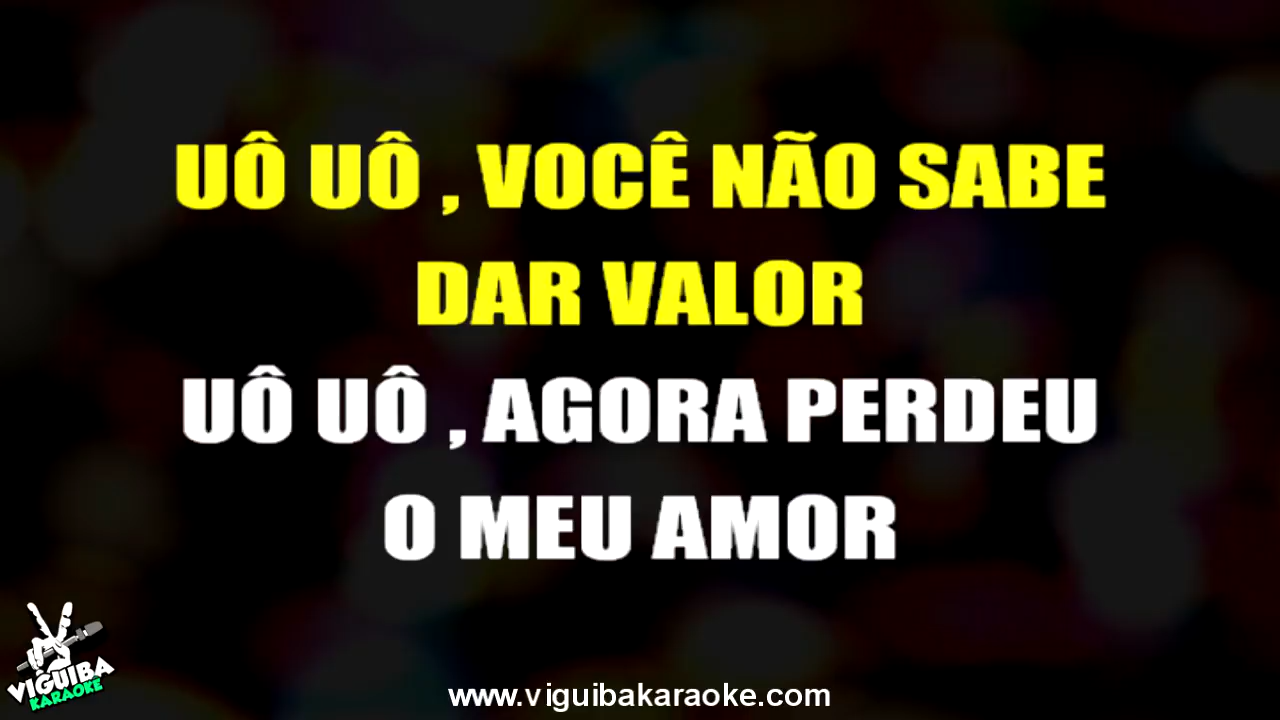 UÔ UÔ , VOCÊ NÃO SABE
DAR VALOR
UÔ UÔ , AGORA PERDEU
O MEU AMOR
VIGUIBA
KARAOKE
www.viguibakaraoke.com